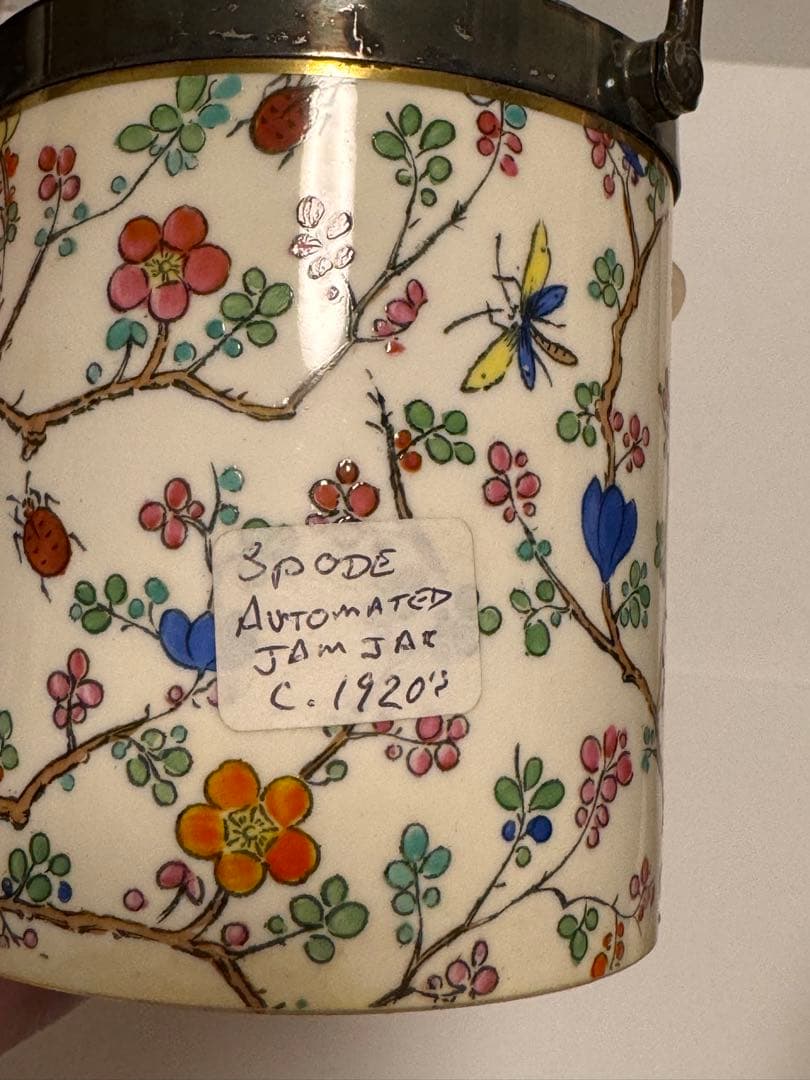 SPODE
AUTOMATED
JAM JAR
C. 1920's